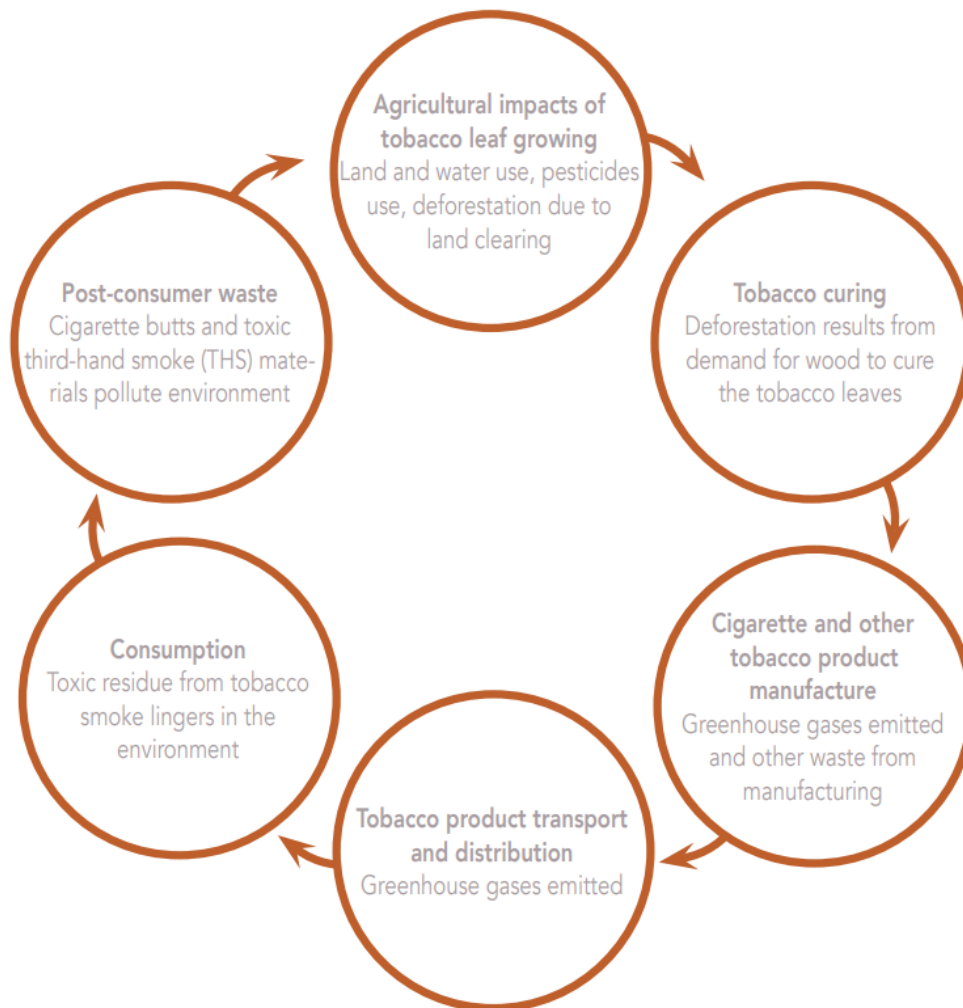 Agricultural impacts of
tobacco leaf growing
Land and water use, pesticides
use, deforestation due to
land clearing
Tobacco curing
Deforestation results from
demand for wood to cure
the tobacco leaves
Cigarette and other
tobacco product
manufacture
Greenhouse gases emitted
and other waste from
manufacturing
Tobacco product transport
and distribution
Greenhouse gases emitted
Consumption
Toxic residue from tobacco
smoke lingers in the
environment
Post-consumer waste
Cigarette butts and toxic
third-hand smoke (THS) mate-
rials pollute environment